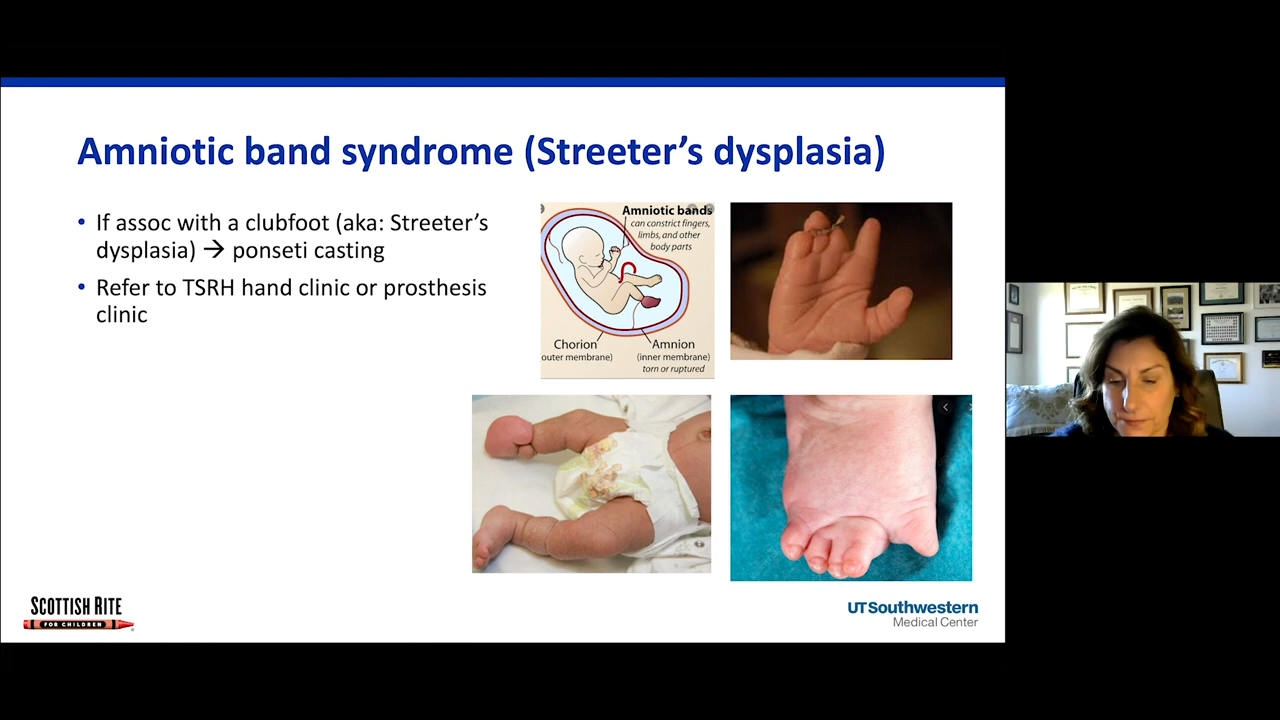 Amniotic band syndrome (Streeter's dysplasia)
• If assoc with a clubfoot (aka: Streeter's
dysplasia) → ponseti casting
• Refer to TSRH hand clinic or prosthesis
clinic
Amniotic bands
can constrict fingers,
limbs, and other
body parts
Chorion
outer membrane)
Amnion
(inner membrane)
torn or ruptured
SCOTTISH RITE
FOR CHILDREN
UTSouthwestern
Medical Center